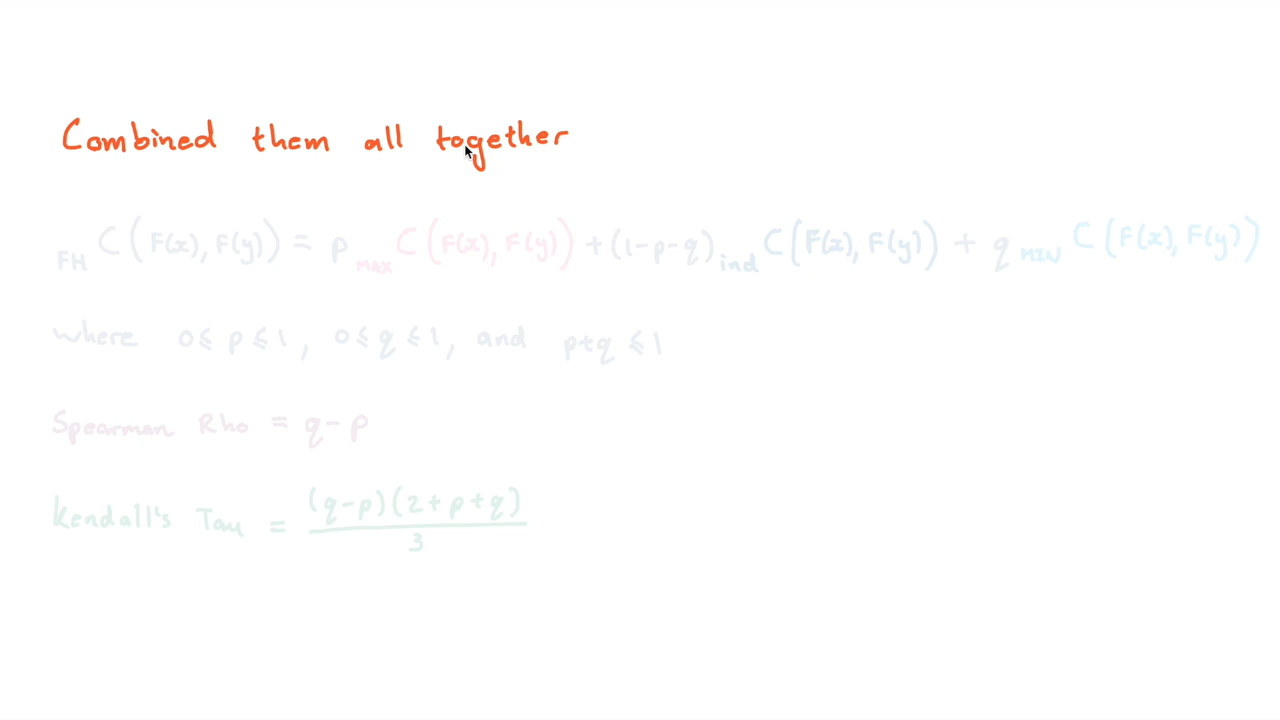 Combined them all together
FH C(F(x), F(y)) = p MAX C(F(x), F(y)) + (1-p-q) ind C(F(x), F(y)) + q MIN C(F(x), F(y))
where 0 ≤ p ≤ 1, 0 ≤ q ≤ 1, and p+q ≤ 1
Spearman Rho = q - p
Kendall's Tau = (q-p)(2+p+q) / 3